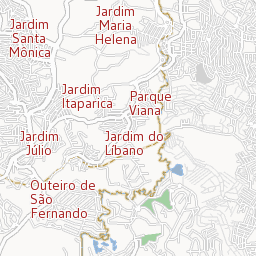 Jardim
Maria
Helena
Jardim
Santa
Mônica
Jardim
Itaparica
Parque
Viana
Jardim
Júlio
Jardim do
Líbano
Outeiro de
São
Fernando